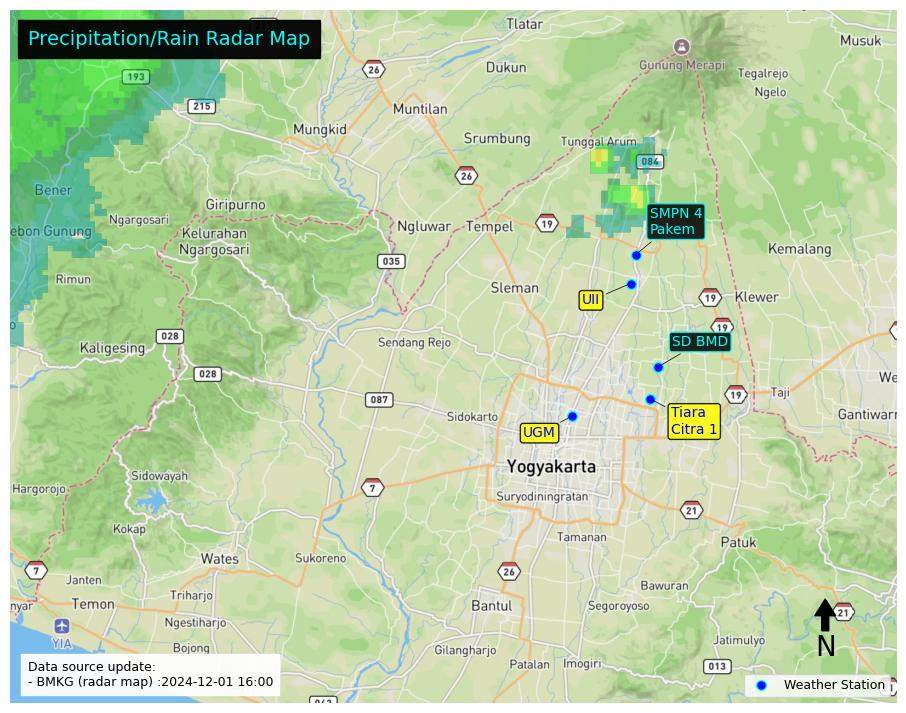 Precipitation/Rain Radar Map
Tlatar
Musuk
26
Dukun
Gunung Merapi
Tegalrejo
193
Ngelo
215
Muntilan
Mungkid
Srumbung
Tunggal Arum
084
26
Bener
Giripurno
Ngargosari
SMPN 4
Pakem
Ngluwar
Tempel
19
ebon Gunung
Kelurahan
Ngargosari
Kemalang
035
Rimun
Sleman
UII
19
Klewer
19
028
Sendang Rejo
SD BMD
Kaligesing
028
We
087
19
Taji
Sidokarto
Tiara
Citra 1
Gantiwarn
UGM
Yogyakarta
Sidowayah
Hargorojo
7
Suryodiningratan
21
Kokap
Tamanan
Patuk
Wates
Sukoreno
7
26
Janten
Bawuran
Triharjo
nyar
Temon
Bantul
Segoroyoso
21
Ngestiharjo
YIA
N
Jatimulyo
Bojong
Gilangharjo
Patalan
Imogiri
013
Data source update:
- BMKG (radar map) :2024-12-01 16:00
Weather Station